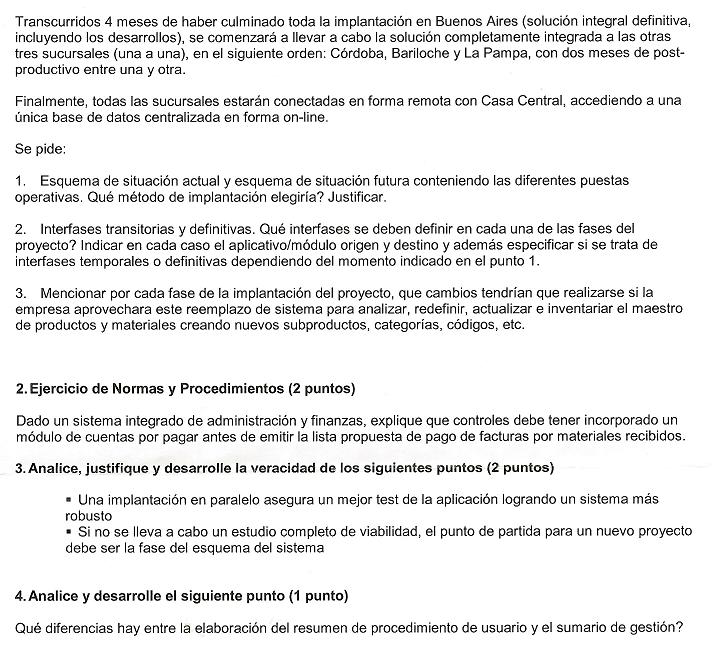 Transcurridos 4 meses de haber culminado toda la implantación en Buenos Aires (solución integral definitiva,
incluyendo los desarrollos), se comenzará a llevar a cabo la solución completamente integrada a las otras
tres sucursales (una a una), en el siguiente orden: Córdoba, Bariloche y La Pampa, con dos meses de post-
productivo entre una y otra.
Finalmente, todas las sucursales estarán conectadas en forma remota con Casa Central, accediendo a una
única base de datos centralizada en forma on-line.
Se pide:
1. Esquema de situación actual y esquema de situación futura conteniendo las diferentes puestas
operativas. Qué método de implantación elegiría? Justificar.
2. Interfases transitorias y definitivas. Qué interfases se deben definir en cada una de las fases del
proyecto? Indicar en cada caso el aplicativo/módulo origen y destino y además especificar si se trata de
interfases temporales o definitivas dependiendo del momento indicado en el punto 1.
3. Mencionar por cada fase de la implantación del proyecto, que cambios tendrían que realizarse si la
empresa aprovechara este reemplazo de sistema para analizar, redefinir, actualizar e inventariar el maestro
de productos y materiales creando nuevos subproductos, categorías, códigos, etc.
2. Ejercicio de Normas y Procedimientos (2 puntos)
Dado un sistema integrado de administración y finanzas, explique que controles debe tener incorporado un
módulo de cuentas por pagar antes de emitir la lista propuesta de pago de facturas por materiales recibidos.
3. Analice, justifique y desarrolle la veracidad de los siguientes puntos (2 puntos)
▪ Una implantación en paralelo asegura un mejor test de la aplicación logrando un sistema más
robusto
▪ Si no se lleva a cabo un estudio completo de viabilidad, el punto de partida para un nuevo proyecto
debe ser la fase del esquema del sistema
4. Analice y desarrolle el siguiente punto (1 punto)
Qué diferencias hay entre la elaboración del resumen de procedimiento de usuario y el sumario de gestión?